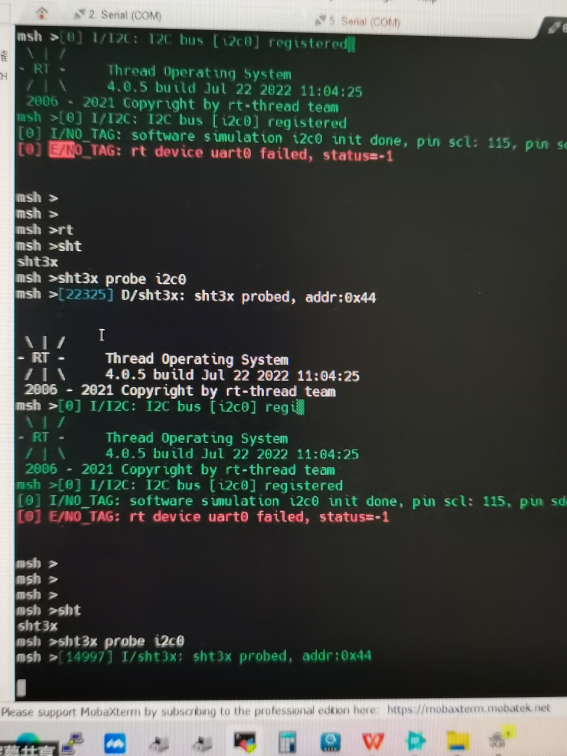 2. Serial (COM)
5. Serial (COM)
msh >[0] I/I2C: I2C bus [i2c0] registered
\ | /
- RT -     Thread Operating System
/ | \     4.0.5 build Jul 22 2022 11:04:25
2006 - 2021 Copyright by rt-thread team
msh >[0] I/I2C: I2C bus [i2c0] registered
[0] I/NO_TAG: software simulation i2c0 init done, pin scl: 115, pin s
[0] E/NO_TAG: rt device uart0 failed, status=-1
msh >
msh >
msh >rt
msh >sht
sht3x
msh >sht3x probe i2c0
msh >[22325] D/sht3x: sht3x probed, addr:0x44
\ | /
- RT -     Thread Operating System
/ | \     4.0.5 build Jul 22 2022 11:04:25
2006 - 2021 Copyright by rt-thread team
msh >[0] I/I2C: I2C bus [i2c0] regi
\ | /
- RT -     Thread Operating System
/ | \     4.0.5 build Jul 22 2022 11:04:25
2006 - 2021 Copyright by rt-thread team
msh >[0] I/I2C: I2C bus [i2c0] registered
[0] I/NO_TAG: software simulation i2c0 init done, pin scl: 115, pin sd
[0] E/NO_TAG: rt device uart0 failed, status=-1
msh >
msh >
msh >
msh >sht
sht3x
msh >sht3x probe i2c0
msh >[14997] I/sht3x: sht3x probed, addr:0x44
Please support MobaXterm by subscribing to the professional edition here: https://mobaxterm.mobatek.net